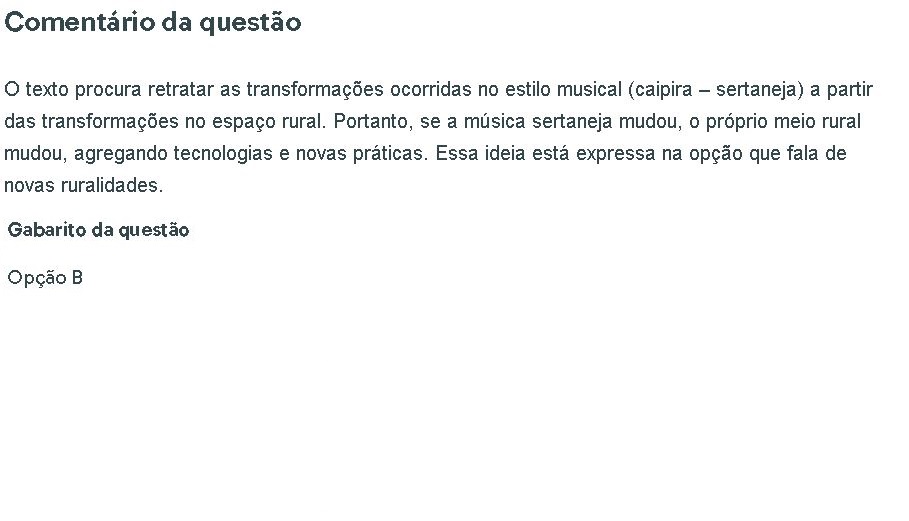 Comentário da questão
O texto procura retratar as transformações ocorridas no estilo musical (caipira – sertaneja) a partir
das transformações no espaço rural. Portanto, se a música sertaneja mudou, o próprio meio rural
mudou, agregando tecnologias e novas práticas. Essa ideia está expressa na opção que fala de
novas ruralidades.
Gabarito da questão
Opção B